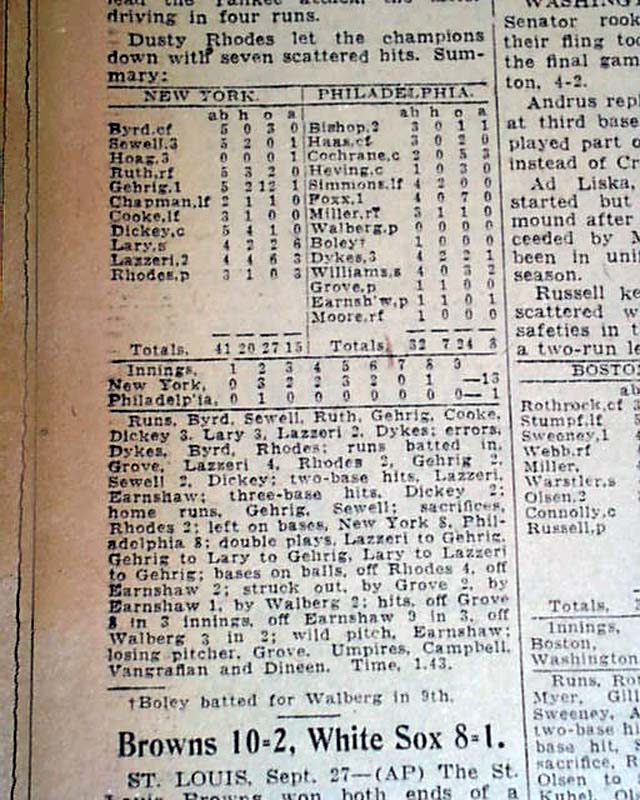 driving in four runs.
Dusty Rhodes let the champions
down with seven scattered hits. Sum-
mary:
NEW YORK. PHILADELPHIA.
ab h o a ab h o a
Byrd,cf 5 0 3 0 Bishop,2 3 0 1 1
Sewell,3 5 2 0 1 Haas,cf 3 0 2 0
Hoag,3 0 0 0 1 Cochrane,c 2 0 5 3
Ruth,rf 5 3 2 0 Heving,c 1 0 3 0
Gehrig,1 5 2 12 1 Simmons,lf 4 2 0 0
Chapman,lf 2 1 1 0 Foxx,1 4 0 7 0
Cooke,lf 3 1 0 0 Miller,rf 3 1 1 0
Dickey,c 5 4 1 0 Walberg,p 0 0 0 0
Lary,s 4 2 2 6 Boley† 1 0 0 0
Lazzeri,2 4 4 6 3 Dykes,3 4 2 2 1
Rhodes,p 3 1 0 3 Williams,s 4 0 3 2
Grove,p 1 1 0 0
Earnsh'w,p 1 1 0 1
Moore,rf 1 0 0 0
Totals, 41 20 27 15 Totals, 32 7 24 8
Innings, 1 2 3 4 5 6 7 8 9
New York, 0 3 2 2 3 2 0 1 —13
Philadelp'ia, 0 1 0 0 0 0 0 0 0— 1
Runs, Byrd, Sewell, Ruth, Gehrig, Cooke,
Dickey 3, Lary 3, Lazzeri 2, Dykes; errors,
Dykes, Byrd, Rhodes; runs batted in,
Grove, Lazzeri 4, Rhodes 2, Gehrig 2,
Sewell 2, Dickey; two-base hits, Lazzeri,
Earnshaw; three-base hits, Dickey 2;
home runs, Gehrig, Sewell; sacrifices,
Rhodes 2; left on bases, New York 8, Phil-
adelphia 8; double plays, Lazzeri to Gehrig,
Gehrig to Lary to Gehrig, Lary to Lazzeri
to Gehrig; bases on balls, off Rhodes 4, off
Earnshaw 2; struck out, by Grove 2, by
Earnshaw 1, by Walberg 2; hits, off Grove
8 in 3 innings, off Earnshaw 9 in 3, off
Walberg 3 in 2; wild pitch, Earnshaw;
losing pitcher, Grove. Umpires, Campbell,
Vangraflan and Dineen. Time, 1.43.
†Boley batted for Walberg in 9th.
Browns 10=2, White Sox 8=1.
ST. LOUIS, Sept. 27—(AP) The St.
Louis Browns won both ends of a
Senator rook
their fling too
the final gam
ton, 4-2.
Andrus repl
at third base
played part o
instead of Cr
Ad Liska,
started but
mound after
ceeded by M
been in uni
season.
Russell ke
scattered w
safeties in t
a two-run le
BOSTO
ab
Rothrock,cf
Stumpf,lf
Sweeney,1
Webb,rf
Miller,
Warstler,s
Olsen,2
Connolly,c
Russell,p
Totals,
Innings,
Boston,
Washington
Runs, Rot
Myer, Gill
Sweeney, A
two-base hi
base hit,
sacrifice, R
Olsen to
Kuhel, Ol